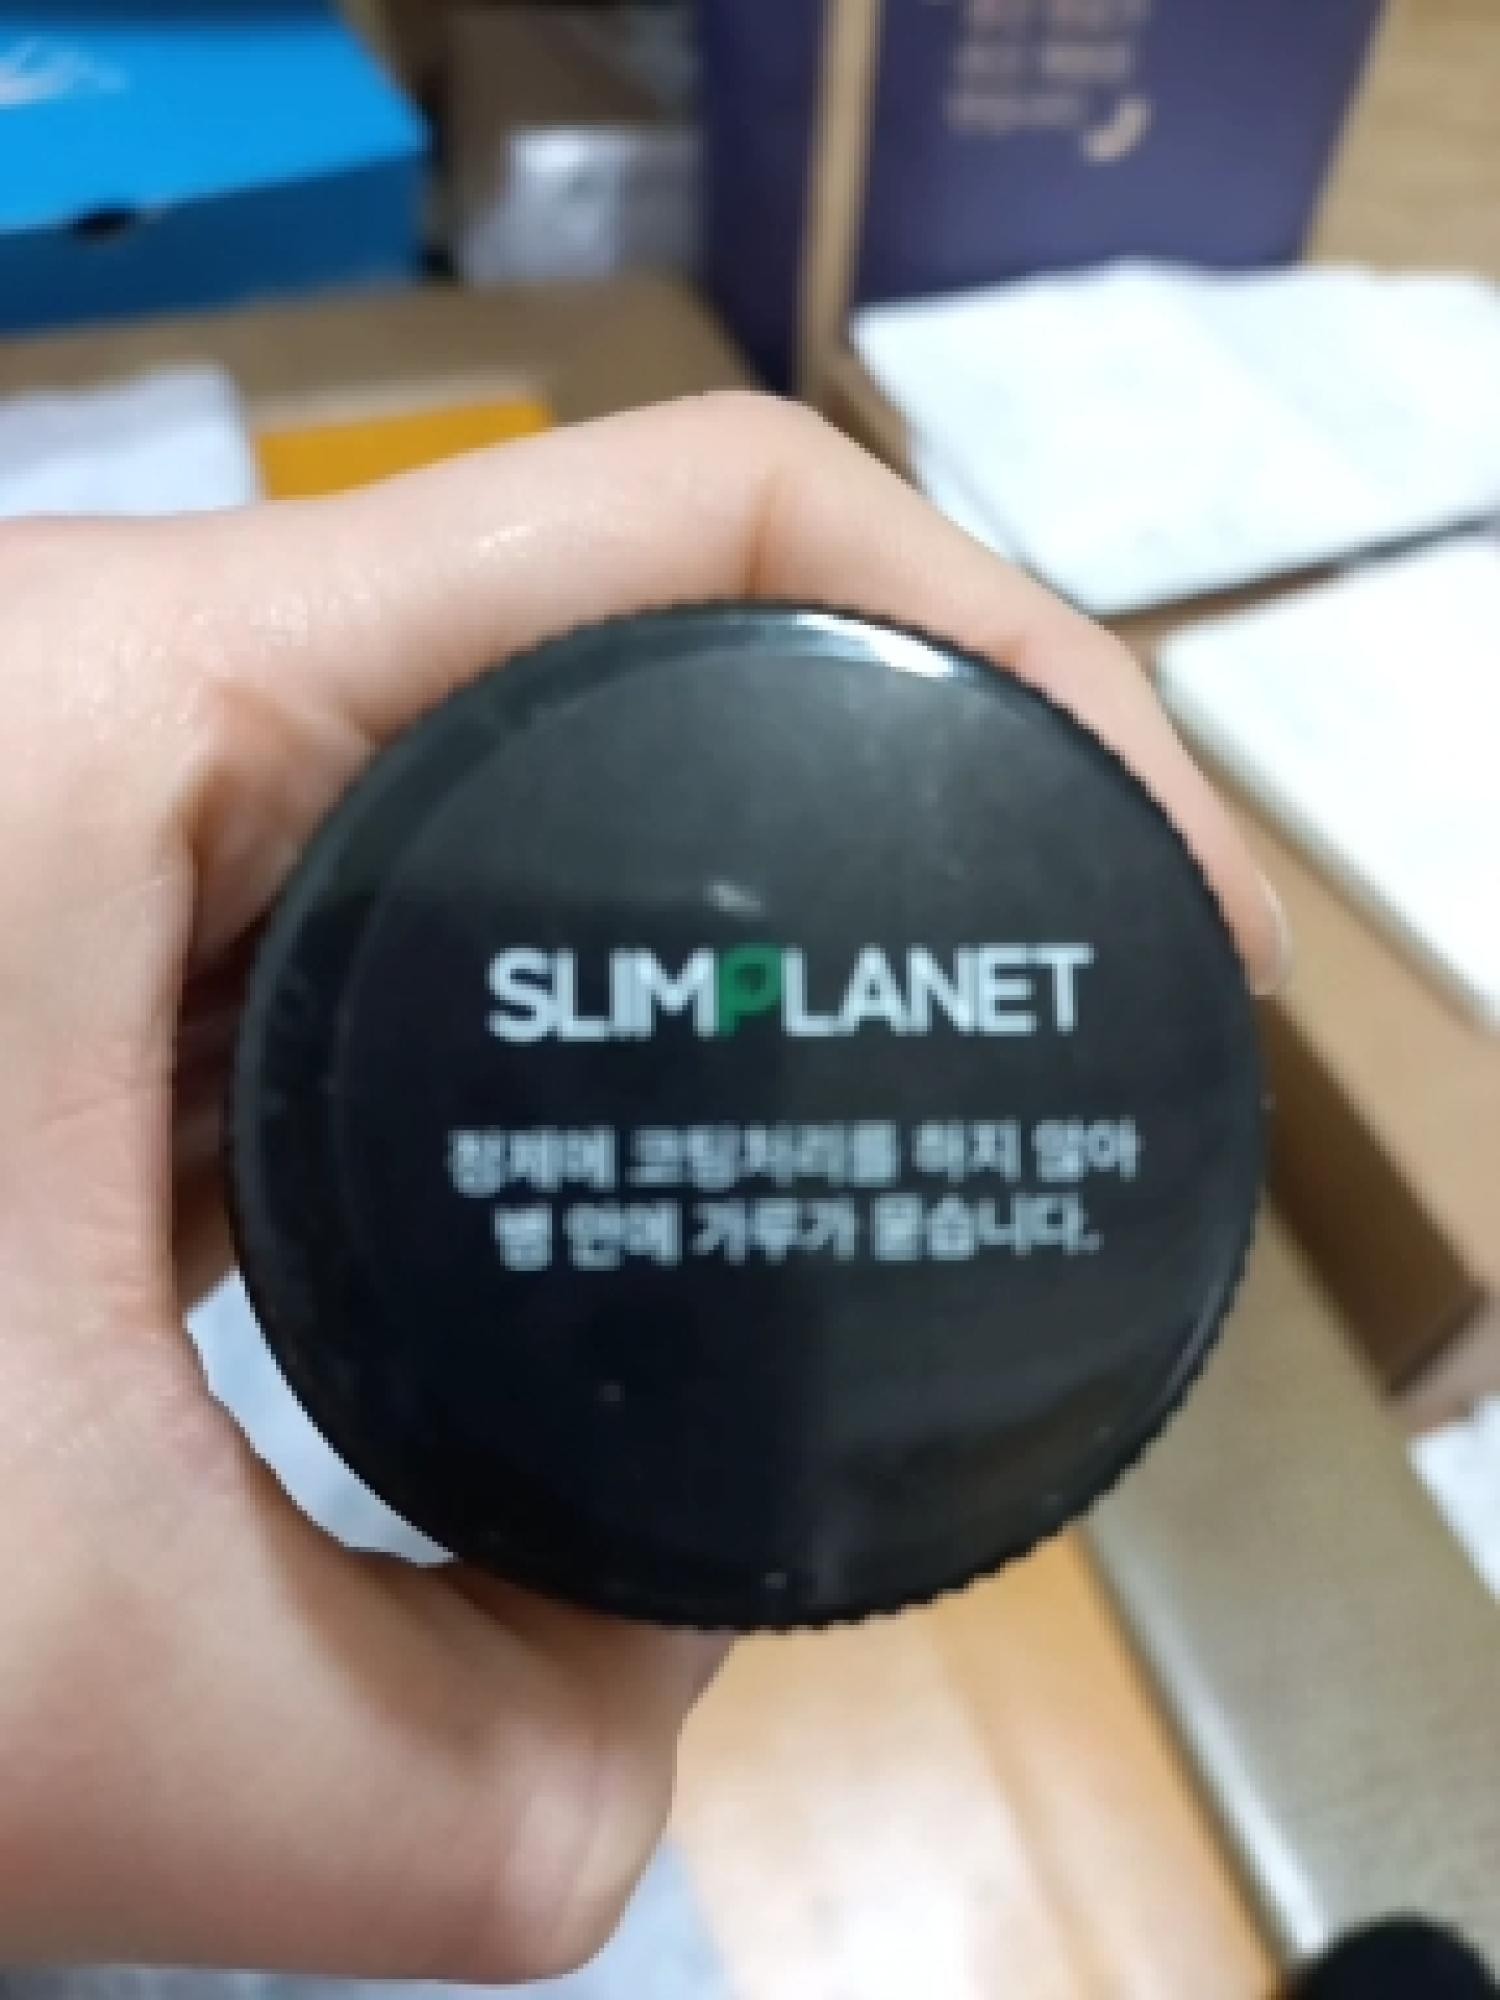 SLIMPLANET
정제에 코팅처리를 하지 않아
병 안에 가루가 묻습니다.